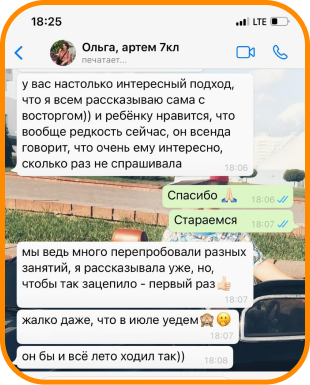 18:25
LTE
Ольга, артем 7кл
печатает...
у вас настолько интересный подход,
что я всем рассказываю сама с
восторгом)) и ребёнку нравится, что
вообще редкость сейчас, он всенда
говорит, что очень ему интересно,
сколько раз не спрашивала
18:06
Спасибо 🙏🏻
18:06
Стараемся
18:07
мы ведь много перепробовали разных
занятий, я рассказывала уже, но,
чтобы так зацепило - первый раз👍🏻
18:07
жалко даже, что в июле уедем🙈🤭
18:07
он бы и всё лето ходил так))
18:08